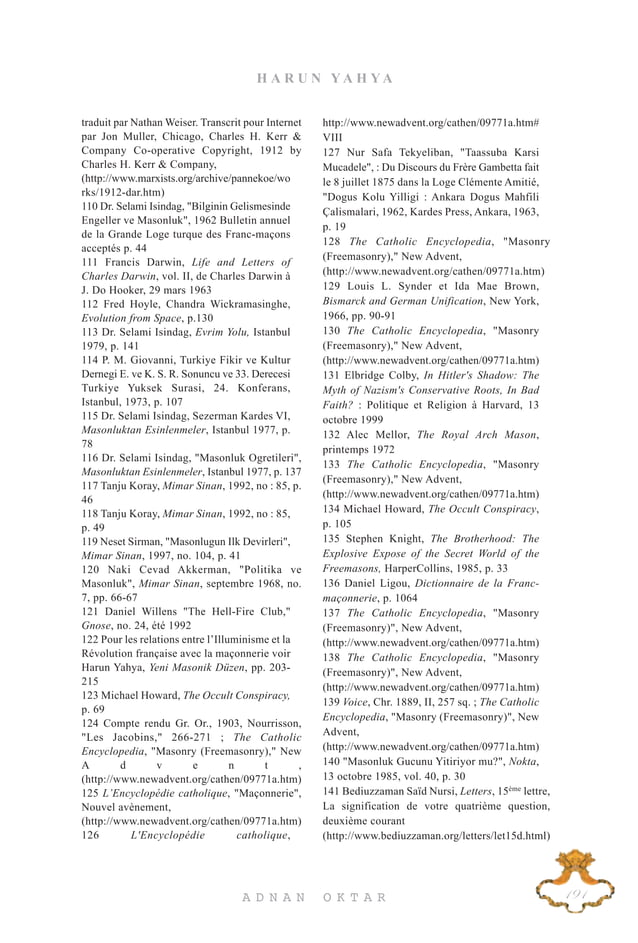 HARUN YAHYA
traduit par Nathan Weiser. Transcrit pour Internet
par Jon Muller, Chicago, Charles H. Kerr &
Company Co-operative Copyright, 1912 by
Charles H. Kerr & Company,
(http://www.marxists.org/archive/pannekoe/wo
rks/1912-dar.htm)
110 Dr. Selami Isindag, "Bilginin Gelismesinde
Engeller ve Masonluk", 1962 Bulletin annuel
de la Grande Loge turque des Franc-maçons
acceptés p. 44
111 Francis Darwin, Life and Letters of
Charles Darwin, vol. II, de Charles Darwin à
J. Do Hooker, 29 mars 1963
112 Fred Hoyle, Chandra Wickramasinghe,
Evolution from Space, p.130
113 Dr. Selami Isindag, Evrim Yolu, Istanbul
1979, p. 141
114 P. M. Giovanni, Turkiye Fikir ve Kultur
Dernegi E. ve K. S. R. Sonuncu ve 33. Derecesi
Turkiye Yuksek Surasi, 24. Konferans,
Istanbul, 1973, p. 107
115 Dr. Selami Isindag, Sezerman Kardes VI,
Masonluktan Esinlenmeler, Istanbul 1977, p.
78
116 Dr. Selami Isindag, "Masonluk Ogretileri",
Masonluktan Esinlenmeler, Istanbul 1977, p. 137
117 Tanju Koray, Mimar Sinan, 1992, no : 85, p.
46
118 Tanju Koray, Mimar Sinan, 1992, no : 85,
p. 49
119 Neset Sirman, "Masonlugun Ilk Devirleri",
Mimar Sinan, 1997, no. 104, p. 41
120 Naki Cevad Akkerman, "Politika ve
Masonluk", Mimar Sinan, septembre 1968, no.
7, pp. 66-67
121 Daniel Willens "The Hell-Fire Club,"
Gnose, no. 24, été 1992
122 Pour les relations entre l'Illuminisme et la
Révolution française avec la maçonnerie voir
Harun Yahya, Yeni Masonik Düzen, pp. 203-
215
123 Michael Howard, The Occult Conspiracy,
p. 69
124 Compte rendu Gr. Or., 1903, Nourrisson,
"Les Jacobins," 266-271 ; The Catholic
Encyclopedia, "Masonry (Freemasonry)," New
A d v e n t ,
(http://www.newadvent.org/cathen/09771a.htm)
125 L'Encyclopédie catholique, "Maçonnerie",
Nouvel avènement,
(http://www.newadvent.org/cathen/09771a.htm)
126 L'Encyclopédie catholique,
http://www.newadvent.org/cathen/09771a.htm#
VIII
127 Nur Safa Tekyeliban, "Taassuba Karsi
Mucadele", : Du Discours du Frère Gambetta fait
le 8 juillet 1875 dans la Loge Clémente Amitié,
"Dogus Kolu Yilligi : Ankara Dogus Mahfili
Çalismalari, 1962, Kardes Press, Ankara, 1963,
p. 19
128 The Catholic Encyclopedia, "Masonry
(Freemasonry)," New Advent,
(http://www.newadvent.org/cathen/09771a.htm)
129 Louis L. Synder et Ida Mae Brown,
Bismarck and German Unification, New York,
1966, pp. 90-91
130 The Catholic Encyclopedia, "Masonry
(Freemasonry)," New Advent,
(http://www.newadvent.org/cathen/09771a.htm)
131 Elbridge Colby, In Hitler's Shadow: The
Myth of Nazism's Conservative Roots, In Bad
Faith? : Politique et Religion à Harvard, 13
octobre 1999
132 Alec Mellor, The Royal Arch Mason,
printemps 1972
133 The Catholic Encyclopedia, "Masonry
(Freemasonry)," New Advent,
(http://www.newadvent.org/cathen/09771a.htm)
134 Michael Howard, The Occult Conspiracy,
p. 105
135 Stephen Knight, The Brotherhood: The
Explosive Expose of the Secret World of the
Freemasons, HarperCollins, 1985, p. 33
136 Daniel Ligou, Dictionnaire de la Franc-
maçonnerie, p. 1064
137 The Catholic Encyclopedia, "Masonry
(Freemasonry)", New Advent,
(http://www.newadvent.org/cathen/09771a.htm)
138 The Catholic Encyclopedia, "Masonry
(Freemasonry)", New Advent,
(http://www.newadvent.org/cathen/09771a.htm)
139 Voice, Chr. 1889, II, 257 sq. ; The Catholic
Encyclopedia, "Masonry (Freemasonry)", New
Advent,
(http://www.newadvent.org/cathen/09771a.htm)
140 "Masonluk Gucunu Yitiriyor mu?", Nokta,
13 octobre 1985, vol. 40, p. 30
141 Bediuzzaman Saïd Nursi, Letters, 15ème lettre,
La signification de votre quatrième question,
deuxième courant
(http://www.bediuzzaman.org/letters/let15d.html)
191
ADNAN OKTAR